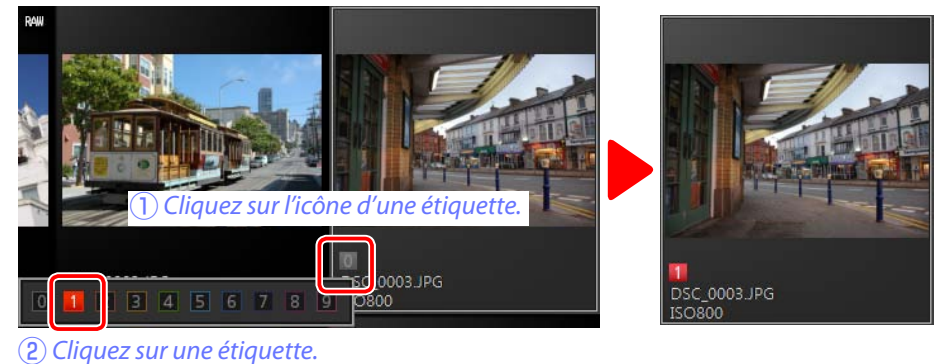 RAW
① Cliquez sur l'icône d'une étiquette.
0
DSC_0003.JPG
ISO800
0 1 2 3 4 5 6 7 8 9
② Cliquez sur une étiquette.
1
DSC_0003.JPG
ISO800